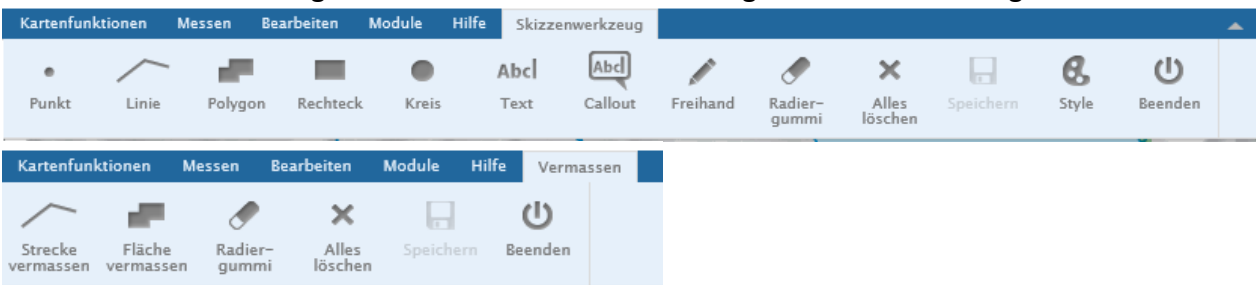 Kartenfunktionen Messen Bearbeiten Module Hilfe Skizzenwerkzeug
Abc Abc
Punkt Linie Polygon Rechteck Kreis Text Callout Freihand Radier- Alles Speichern Style Beenden
gummi löschen
Kartenfunktionen Messen Bearbeiten Module Hilfe Vermassen
Strecke Fläche Radier- Alles Speichern Beenden
vermassen vermassen gummi löschen